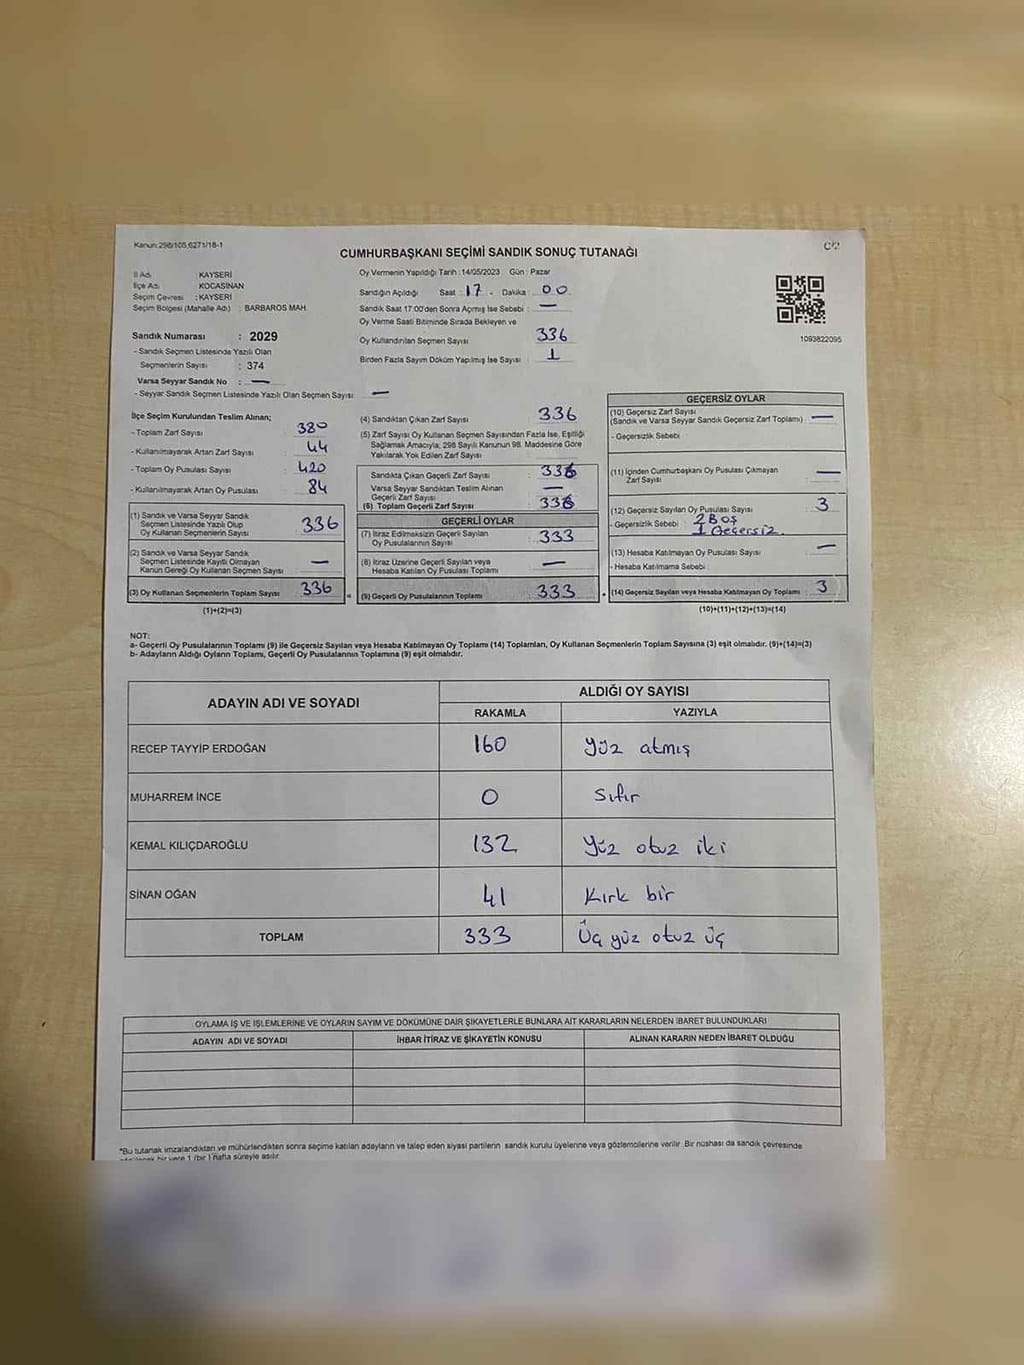 Kanun:298/105,6271/18-1
CUMHURBAŞKANI SEÇİMİ SANDIK SONUÇ TUTANAĞI
İl Adı : KAYSERİ
İlçe Adı : KOCASİNAN
Seçim Çevresi : KAYSERİ
Seçim Bölgesi (Mahalle Adı) : BARBAROS MAH.
Sandık Numarası : 2029
- Sandık Seçmen Listesinde Yazılı Olan
Seçmenlerin Sayısı : 374
Varsa Seyyar Sandık No : —
- Seyyar Sandık Seçmen Listesinde Yazılı Olan Seçmen Sayısı : —
Oy Vermenin Yapıldığı Tarih : 14/05/2023 Gün : Pazar
Sandığın Açıldığı Saat : 17 - Dakika : 00
Sandık Saat 17:00'den Sonra Açmış İse Sebebi : —
Oy Verme Saati Bitiminde Sırada Bekleyen ve
Oy Kullandırılan Seçmen Sayısı 336
Birden Fazla Sayım Döküm Yapılmış İse Sayısı : 1
1093822095
İlçe Seçim Kurulundan Teslim Alınan;
- Toplam Zarf Sayısı : 380
- Kullanılmayarak Artan Zarf Sayısı : 44
- Toplam Oy Pusulası Sayısı : 420
- Kullanılmayarak Artan Oy Pusulası : 84
(1) Sandık ve Varsa Seyyar Sandık
Seçmen Listesinde Yazılı Olup
Oy Kullanan Seçmenlerin Sayısı 336
(2) Sandık ve Varsa Seyyar Sandık
Seçmen Listesinde Kayıtlı Olmayan
Kanun Gereği Oy Kullanan Seçmen Sayısı —
(3) Oy Kullanan Seçmenlerin Toplam Sayısı 336
(1)+(2)=(3)
(4) Sandıktan Çıkan Zarf Sayısı : 336
(5) Zarf Sayısı Oy Kullanan Seçmen Sayısından Fazla İse, Eşitliği
Sağlamak Amacıyla, 298 Sayılı Kanunun 98. Maddesine Göre
Yakılarak Yok Edilen Zarf Sayısı
Sandıkta Çıkan Geçerli Zarf Sayısı : 336
Varsa Seyyar Sandıktan Teslim Alınan
Geçerli Zarf Sayısı —
(6) Toplam Geçerli Zarf Sayısı : 336
GEÇERLİ OYLAR
(7) İtiraz Edilmeksizin Geçerli Sayılan
Oy Pusulalarının Sayısı : 333
(8) İtiraz Üzerine Geçerli Sayılan veya
Hesaba Katılan Oy Pusulası Toplamı : —
(9) Geçerli Oy Pusulalarının Toplamı : 333
GEÇERSİZ OYLAR
(10) Geçersiz Zarf Sayısı
(Sandık ve Varsa Seyyar Sandık Geçersiz Zarf Toplamı) : —
- Geçersizlik Sebebi :
(11) İçinden Cumhurbaşkanı Oy Pusulası Çıkmayan
Zarf Sayısı —
(12) Geçersiz Sayılan Oy Pusulası Sayısı 3
- Geçersizlik Sebebi : 2 Boş
1 Geçersiz.
(13) Hesaba Katılmayan Oy Pusulası Sayısı —
- Hesaba Katılmama Sebebi :
(14) Geçersiz Sayılan veya Hesaba Katılmayan Oy Toplamı : 3
(10)+(11)+(12)+(13)=(14)
NOT:
a- Geçerli Oy Pusulalarının Toplamı (9) ile Geçersiz Sayılan veya Hesaba Katılmayan Oy Toplamı (14) Toplamları, Oy Kullanan Seçmenlerin Toplam Sayısına (3) eşit olmalıdır. (9)+(14)=(3)
b- Adayların Aldığı Oyların Toplamı, Geçerli Oy Pusulalarının Toplamına (9) eşit olmalıdır.
ADAYIN ADI VE SOYADI ALDIĞI OY SAYISI
RAKAMLA YAZIYLA
RECEP TAYYİP ERDOĞAN 160 Yüz atmış
MUHARREM İNCE 0 Sıfır
KEMAL KILIÇDAROĞLU 132 Yüz otuz iki
SİNAN OĞAN 41 Kırk bir
TOPLAM 333 Üç yüz otuz üç
OYLAMA İŞ VE İŞLEMLERİNE VE OYLARIN SAYIM VE DÖKÜMÜNE DAİR ŞİKAYETLERLE BUNLARA AİT KARARLARIN NELERDEN İBARET BULUNDUKLARI
ADAYIN ADI VE SOYADI İHBAR İTİRAZ VE ŞİKAYETİN KONUSU ALINAN KARARIN NEDEN İBARET OLDUĞU
*Bu tutanak imzalandıktan ve mühürlendikten sonra seçime katılan adayların ve talep eden siyasi partilerin sandık kurulu üyelerine veya gözlemcilerine verilir. Bir nüshası da sandık çevresinde
bir yere 1 (bir) hafta süreyle asılır.